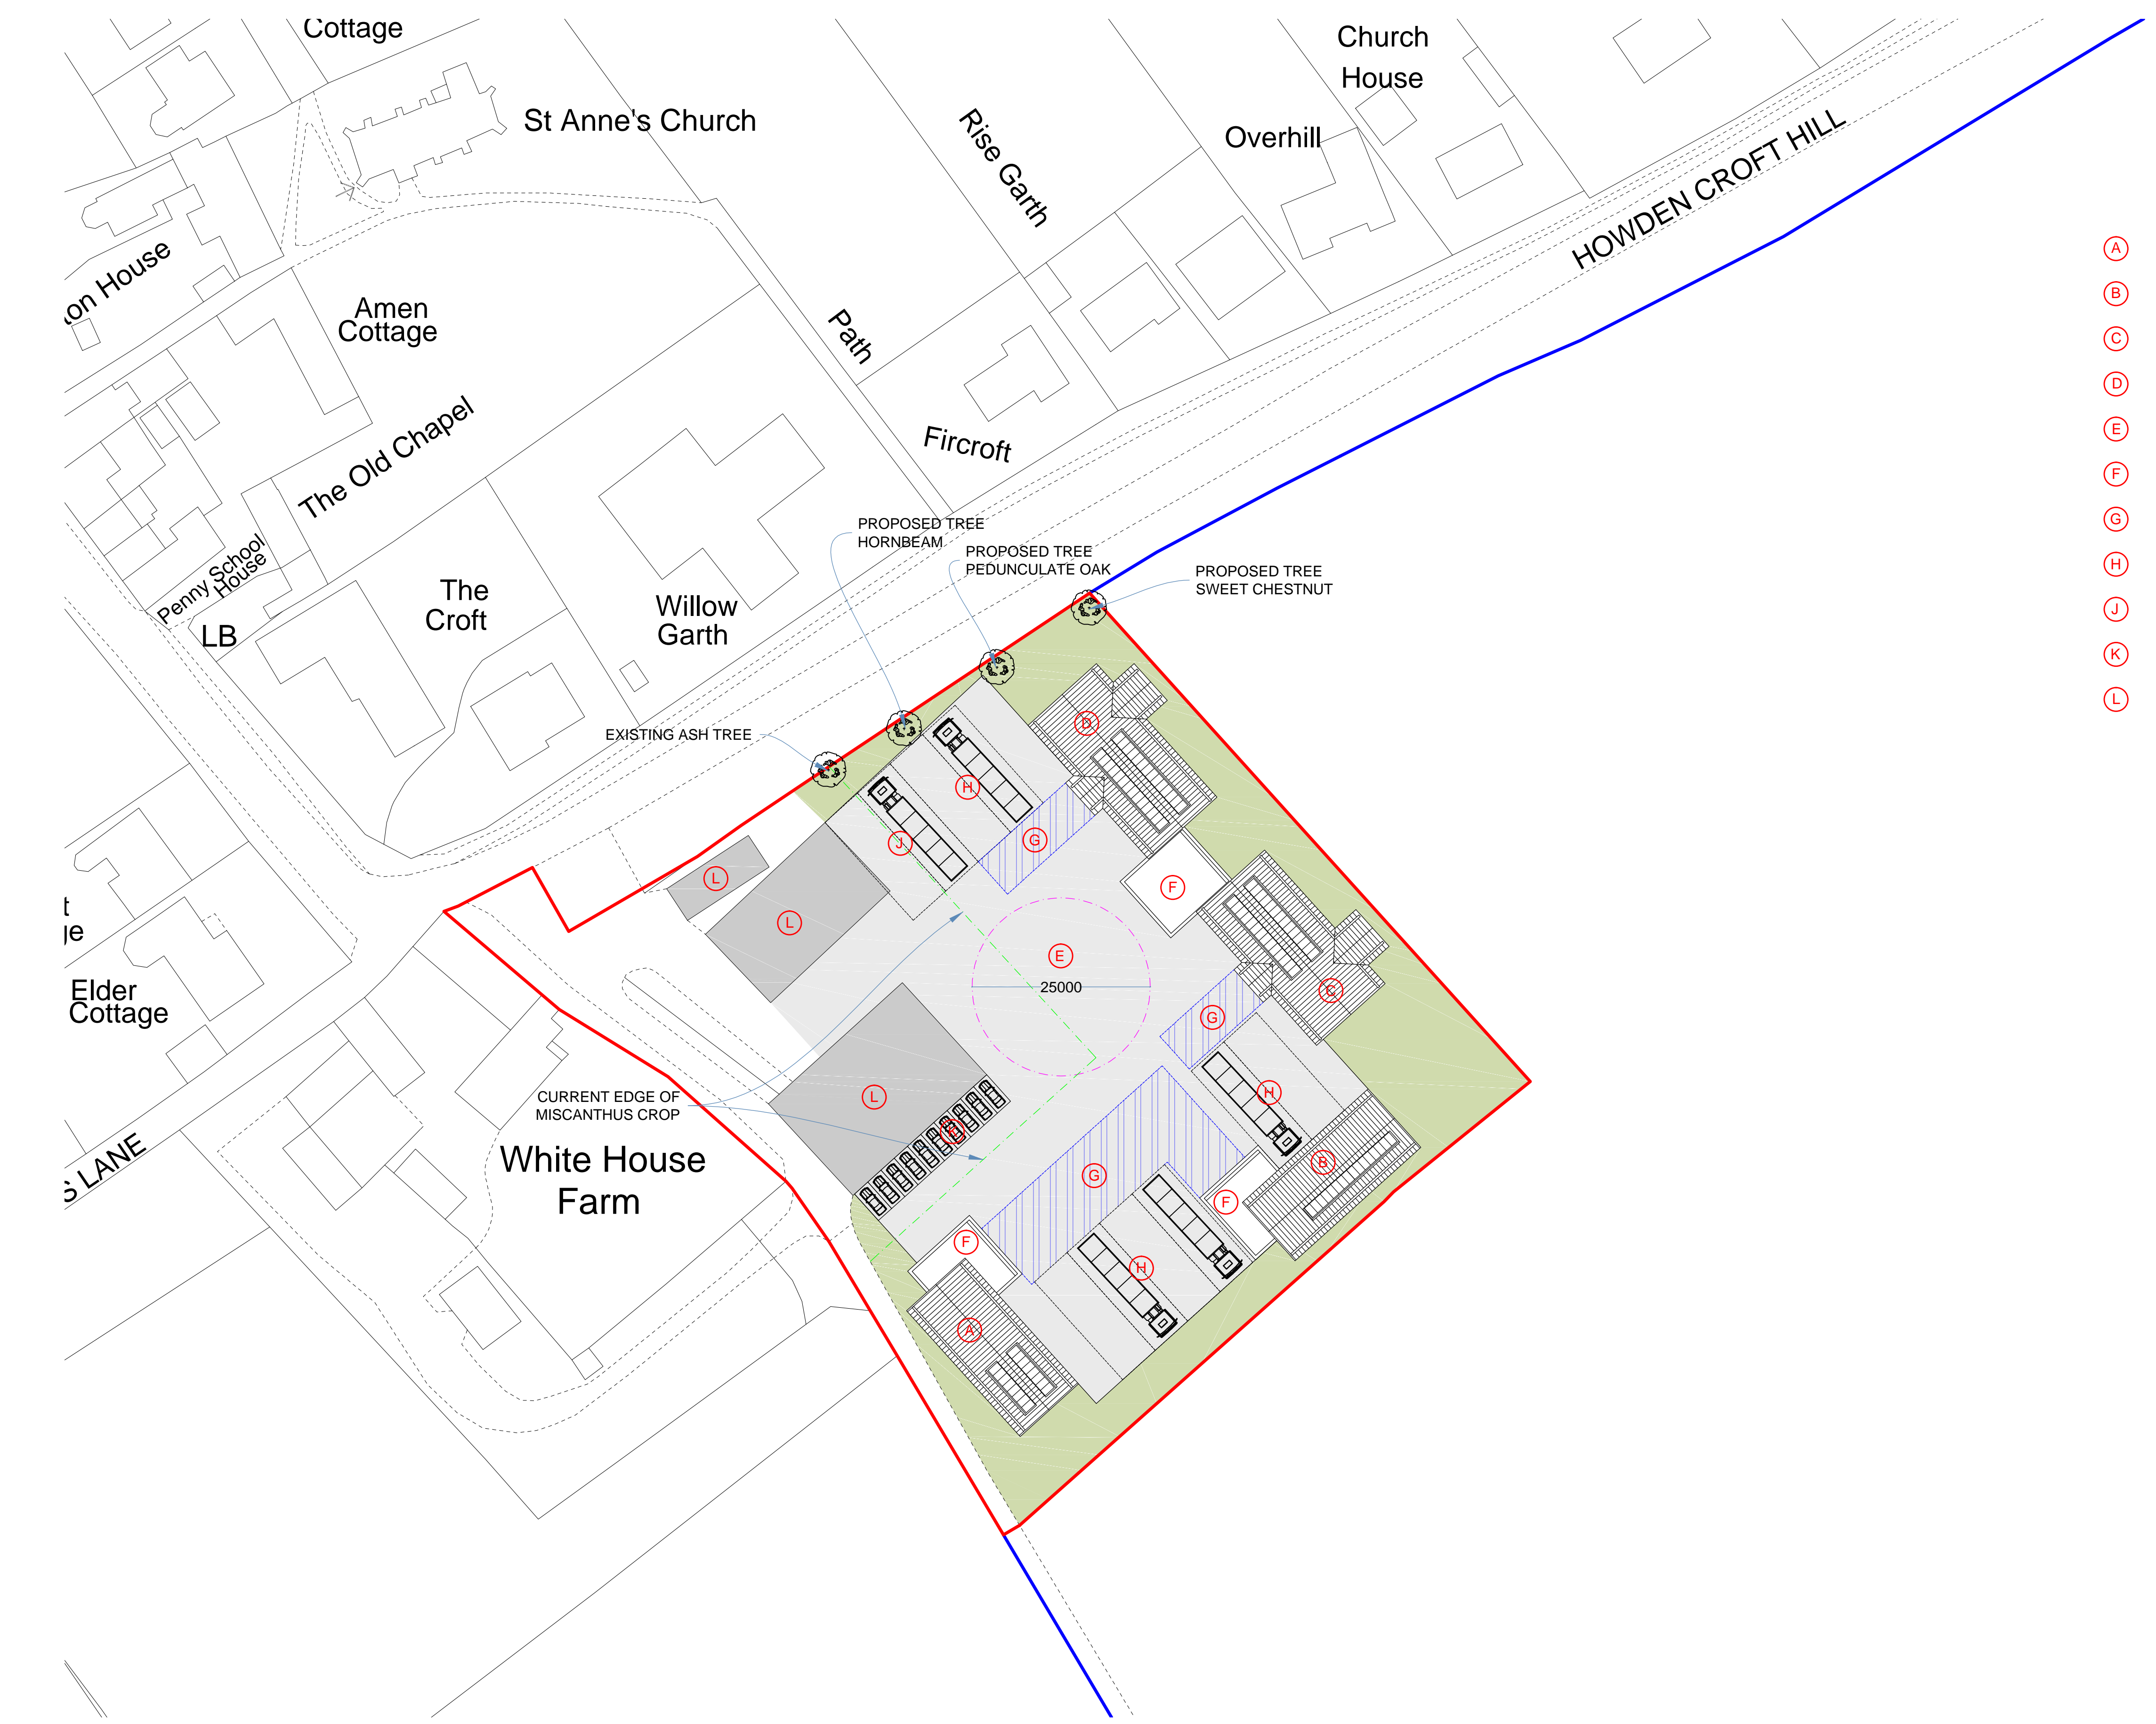 Cottage
St Anne's Church
Church
House
Overhill
Rise Garth
HOWDEN CROFT HILL
ton House
Amen
Cottage
Path
The Old Chapel
Fircroft
Penny School
House
LB
The
Croft
Willow
Garth
PROPOSED TREE
HORNBEAM
PROPOSED TREE
PEDUNCULATE OAK
PROPOSED TREE
SWEET CHESTNUT
EXISTING ASH TREE
D
H
J
G
L
F
L
E
25000
C
G
t
ge
Elder
Cottage
CURRENT EDGE OF
MISCANTHUS CROP
L
H
K
B
G
F
F
H
A
White House
Farm
S LANE
A
B
C
D
E
F
G
H
J
K
L